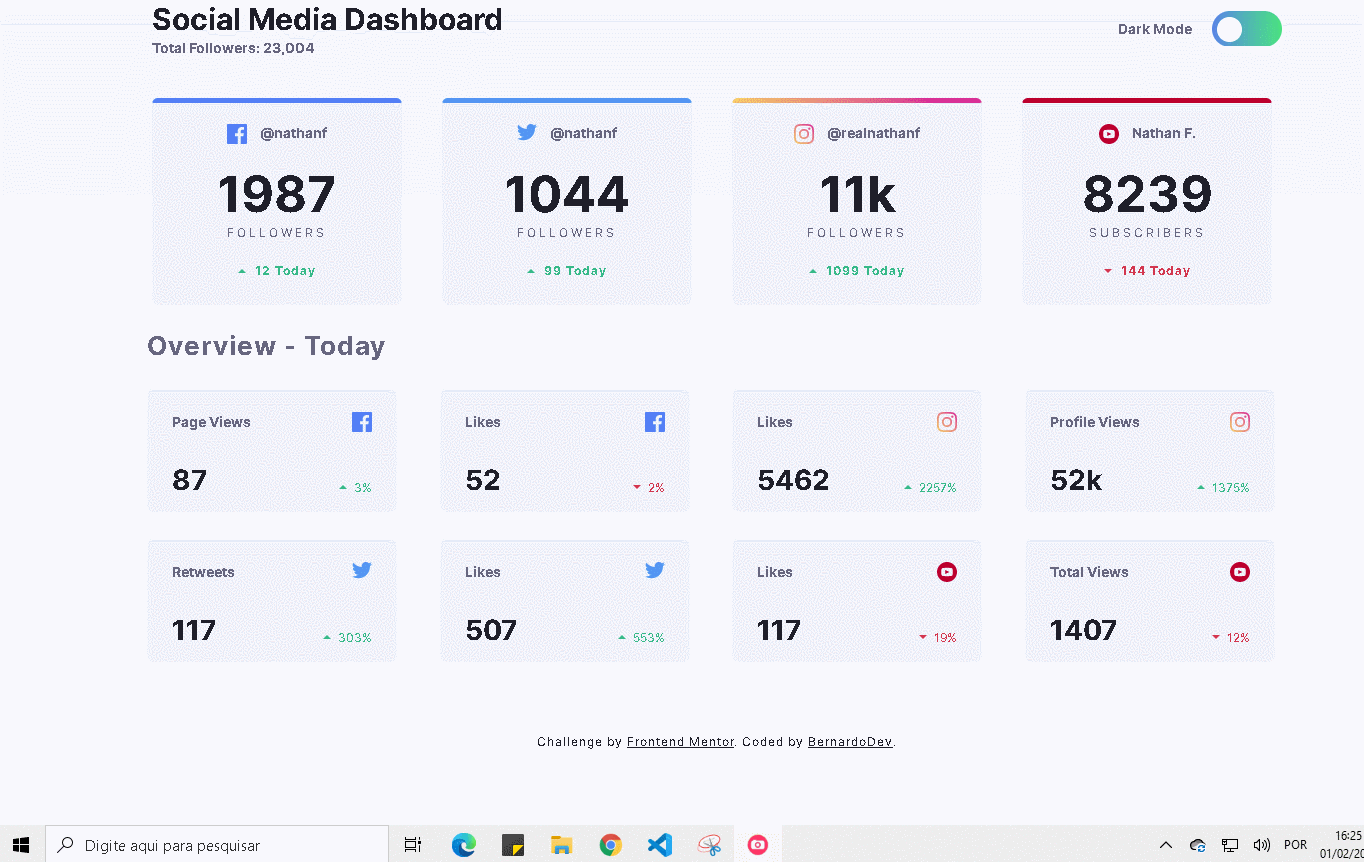 Social Media Dashboard
Total Followers: 23,004
Dark Mode
@nathanf
1987
FOLLOWERS
12 Today
@nathanf
1044
FOLLOWERS
99 Today
@realnathanf
11k
FOLLOWERS
1099 Today
Nathan F.
8239
SUBSCRIBERS
144 Today
Overview - Today
Page Views
87
3%
Likes
52
2%
Likes
5462
2257%
Profile Views
52k
1375%
Retweets
117
303%
Likes
507
553%
Likes
117
19%
Total Views
1407
12%
Challenge by Frontend Mentor. Coded by BernardoDev.
Digite aqui para pesquisar
POR
16:25
01/02/20